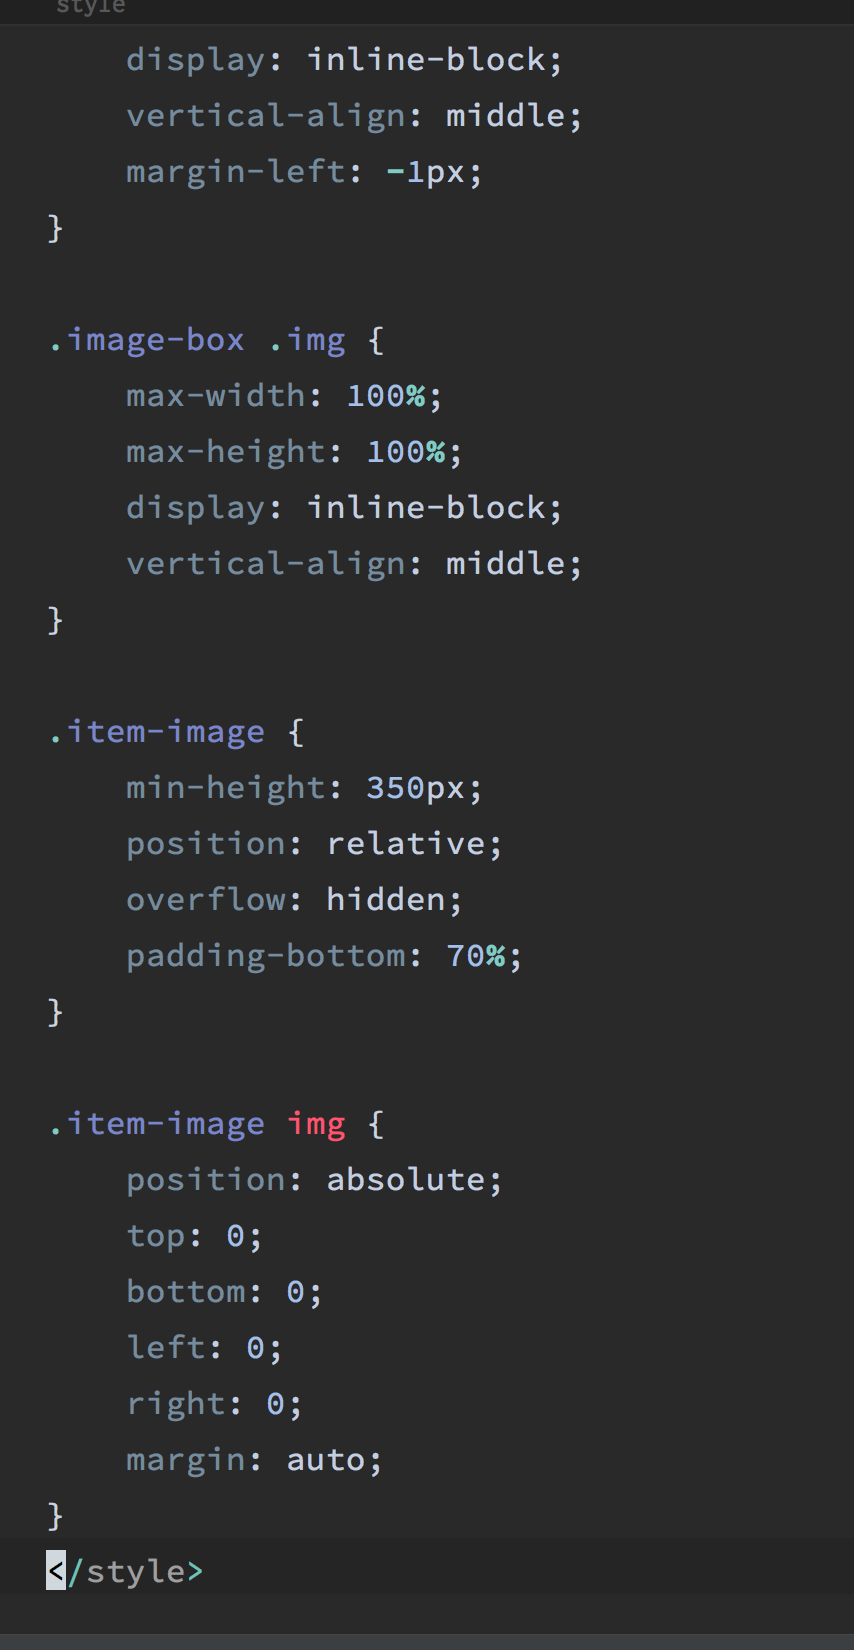 style
display: inline-block;
vertical-align: middle;
margin-left: -1px;
}
.image-box .img {
max-width: 100%;
max-height: 100%;
display: inline-block;
vertical-align: middle;
}
.item-image {
min-height: 350px;
position: relative;
overflow: hidden;
padding-bottom: 70%;
}
.item-image img {
position: absolute;
top: 0;
bottom: 0;
left: 0;
right: 0;
margin: auto;
}
</style>